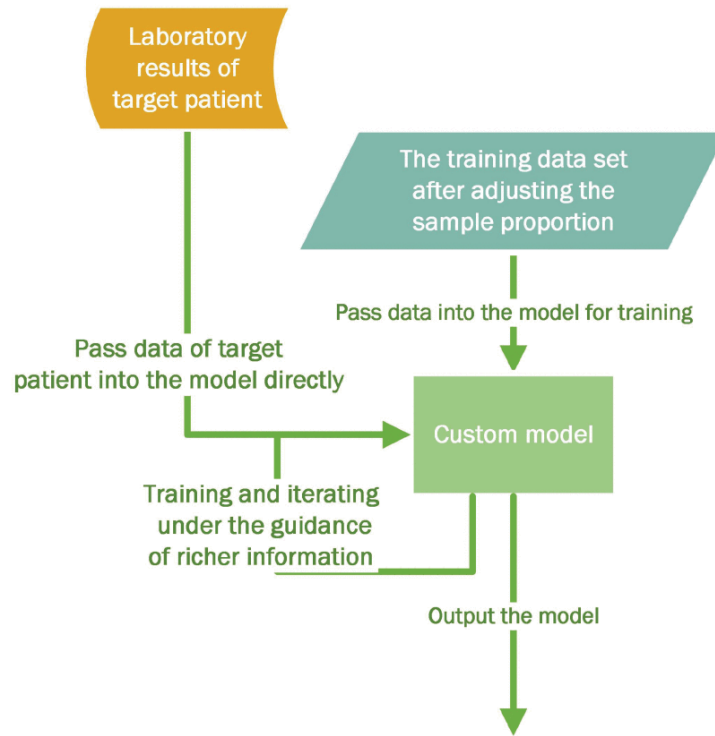 Laboratory
results of
target patient
The training data set
after adjusting the
sample proportion
Pass data into the model for training
Pass data of target
patient into the model directly
Custom model
Training and iterating
under the guidance
of richer information
Output the model